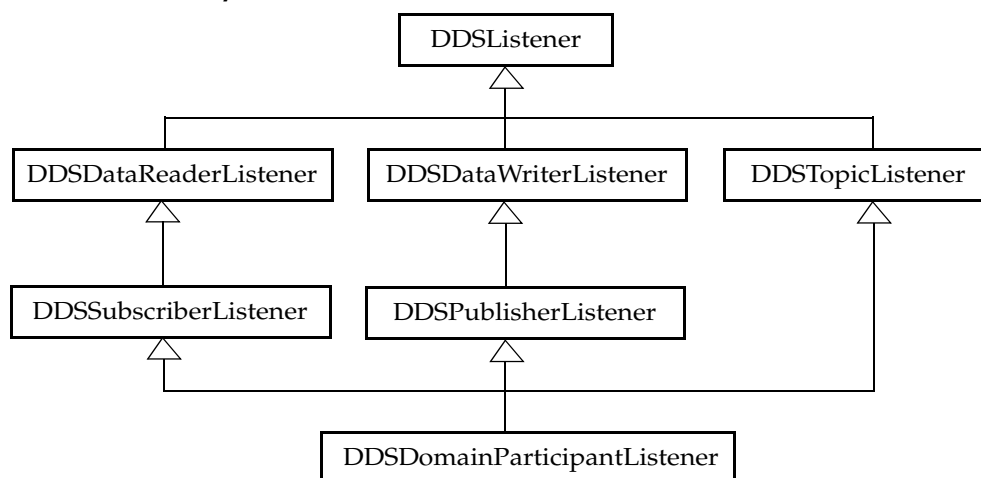 DDSListener
DDSDataReaderListener DDSDataWriterListener DDSTopicListener
DDSSubscriberListener DDSPublisherListener
DDSDomainParticipantListener